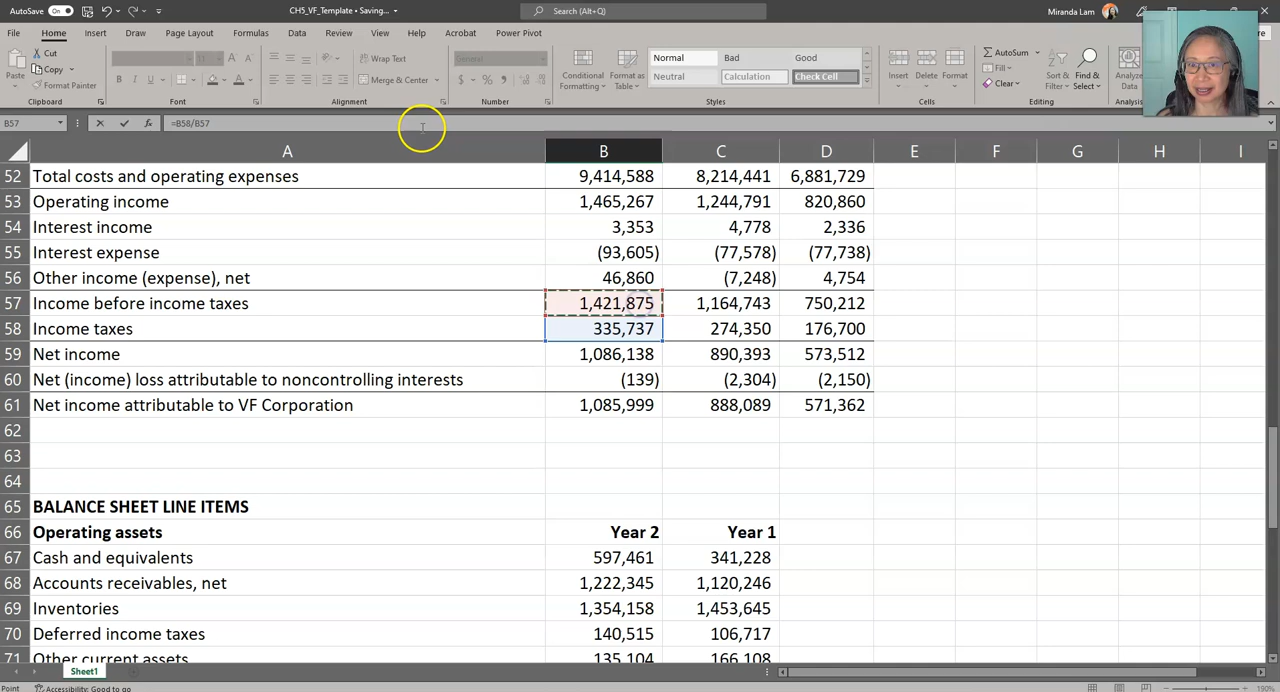 AutoSave On CH5_VF_Template • Saving... Search (Alt+Q) Miranda Lam
File Home Insert Draw Page Layout Formulas Data Review View Help Acrobat Power Pivot
Paste Cut Copy Format Painter Clipboard
B I U Font
Wrap Text Merge & Center Alignment
General $ % Number
Conditional Formatting Format as Table Normal Bad Neutral Calculation Check Cell Styles
Insert Delete Format Cells
AutoSum Fill Clear Sort & Find & Select Editing
Analyze Data Analysis
B57 fx =B58/B57
A B C D E F G H I
52 Total costs and operating expenses 9,414,588 8,214,441 6,881,729
53 Operating income 1,465,267 1,244,791 820,860
54 Interest income 3,353 4,778 2,336
55 Interest expense (93,605) (77,578) (77,738)
56 Other income (expense), net 46,860 (7,248) 4,754
57 Income before income taxes 1,421,875 1,164,743 750,212
58 Income taxes 335,737 274,350 176,700
59 Net income 1,086,138 890,393 573,512
60 Net (income) loss attributable to noncontrolling interests (139) (2,304) (2,150)
61 Net income attributable to VF Corporation 1,085,999 888,089 571,362
62
63
64
65 BALANCE SHEET LINE ITEMS
66 Operating assets Year 2 Year 1
67 Cash and equivalents 597,461 341,228
68 Accounts receivables, net 1,222,345 1,120,246
69 Inventories 1,354,158 1,453,645
70 Deferred income taxes 140,515 106,717
71 Other current assets 135,104 166,108
Sheet1
Point Accessibility: Good to go 190%